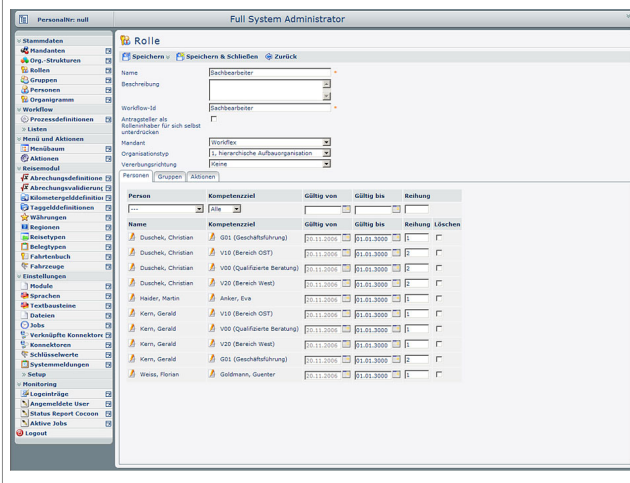 PersonalNr: null
Full System Administrator
Stammdaten
Mandanten
Org.-Strukturen
Rollen
Gruppen
Personen
Organigramm
Workflow
Prozessdefinitionen
Listen
Menü und Aktionen
Menübaum
Aktionen
Reisemodul
Abrechungsdefinitione
Abrechungsvalidierung
Kilometergelddefinition
Taggelddefinitionen
Währungen
Regionen
Reisetypen
Belegtypen
Fahrtenbuch
Fahrzeuge
Einstellungen
Module
Sprachen
Textbausteine
Dateien
Jobs
Verknüpfte Konnektore
Konnektoren
Schlüsselwerte
Systemmeldungen
Setup
Monitoring
Logeinträge
Angemeldete User
Status Report Cocoon
Aktive Jobs
Logout
Rolle
Speichern Speichern & Schließen Zurück
Name Sachbearbeiter *
Beschreibung
Workflow-Id Sachbearbeiter *
Antragsteller als
Rolleninhaber für sich selbst
unterdrücken
Mandant Workflex
Organisationstyp 1, hierarchische Aufbauorganisation
Vererbungsrichtung Keine
Personen Gruppen Aktionen
Person Kompetenzziel Gültig von Gültig bis Reihung
--- Alle
Name Kompetenzziel Gültig von Gültig bis Reihung Löschen
Duschek, Christian G01 (Geschäftsführung) 20.11.2006 01.01.3000 1
Duschek, Christian V10 (Bereich OST) 20.11.2006 01.01.3000 2
Duschek, Christian V00 (Qualifizierte Beratung) 20.11.2006 01.01.3000 2
Duschek, Christian V20 (Bereich West) 20.11.2006 01.01.3000 2
Haider, Martin Anker, Eva 20.11.2006 01.01.3000 1
Kern, Gerald V10 (Bereich OST) 20.11.2006 01.01.3000 1
Kern, Gerald V00 (Qualifizierte Beratung) 20.11.2006 01.01.3000 1
Kern, Gerald V20 (Bereich West) 20.11.2006 01.01.3000 1
Kern, Gerald G01 (Geschäftsführung) 20.11.2006 01.01.3000 2
Weiss, Florian Goldmann, Guenter 20.11.2006 01.01.3000 1